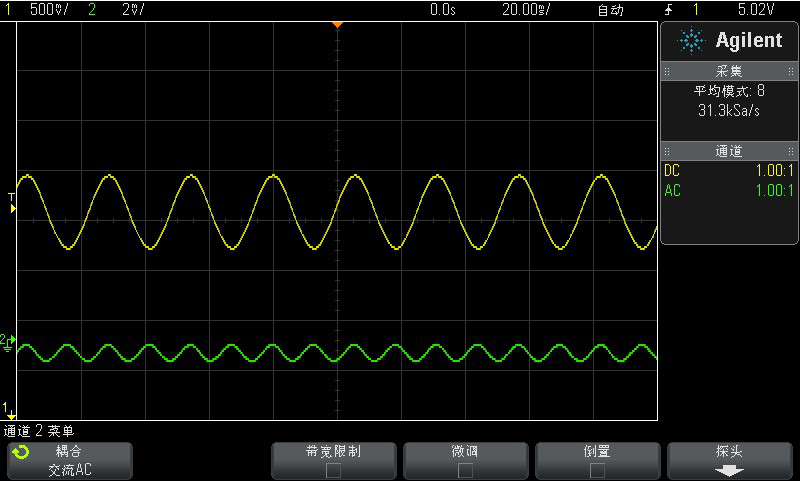 1 500mV/ 2 2V/ 0.0s 20.00ms/ 自动 1 5.02V
Agilent
采集
平均模式: 8
31.3kSa/s
通道
DC 1.00:1
AC 1.00:1
T
2
1
通道 2 菜单
耦合 带宽限制 微调 倒置 探头
交流AC